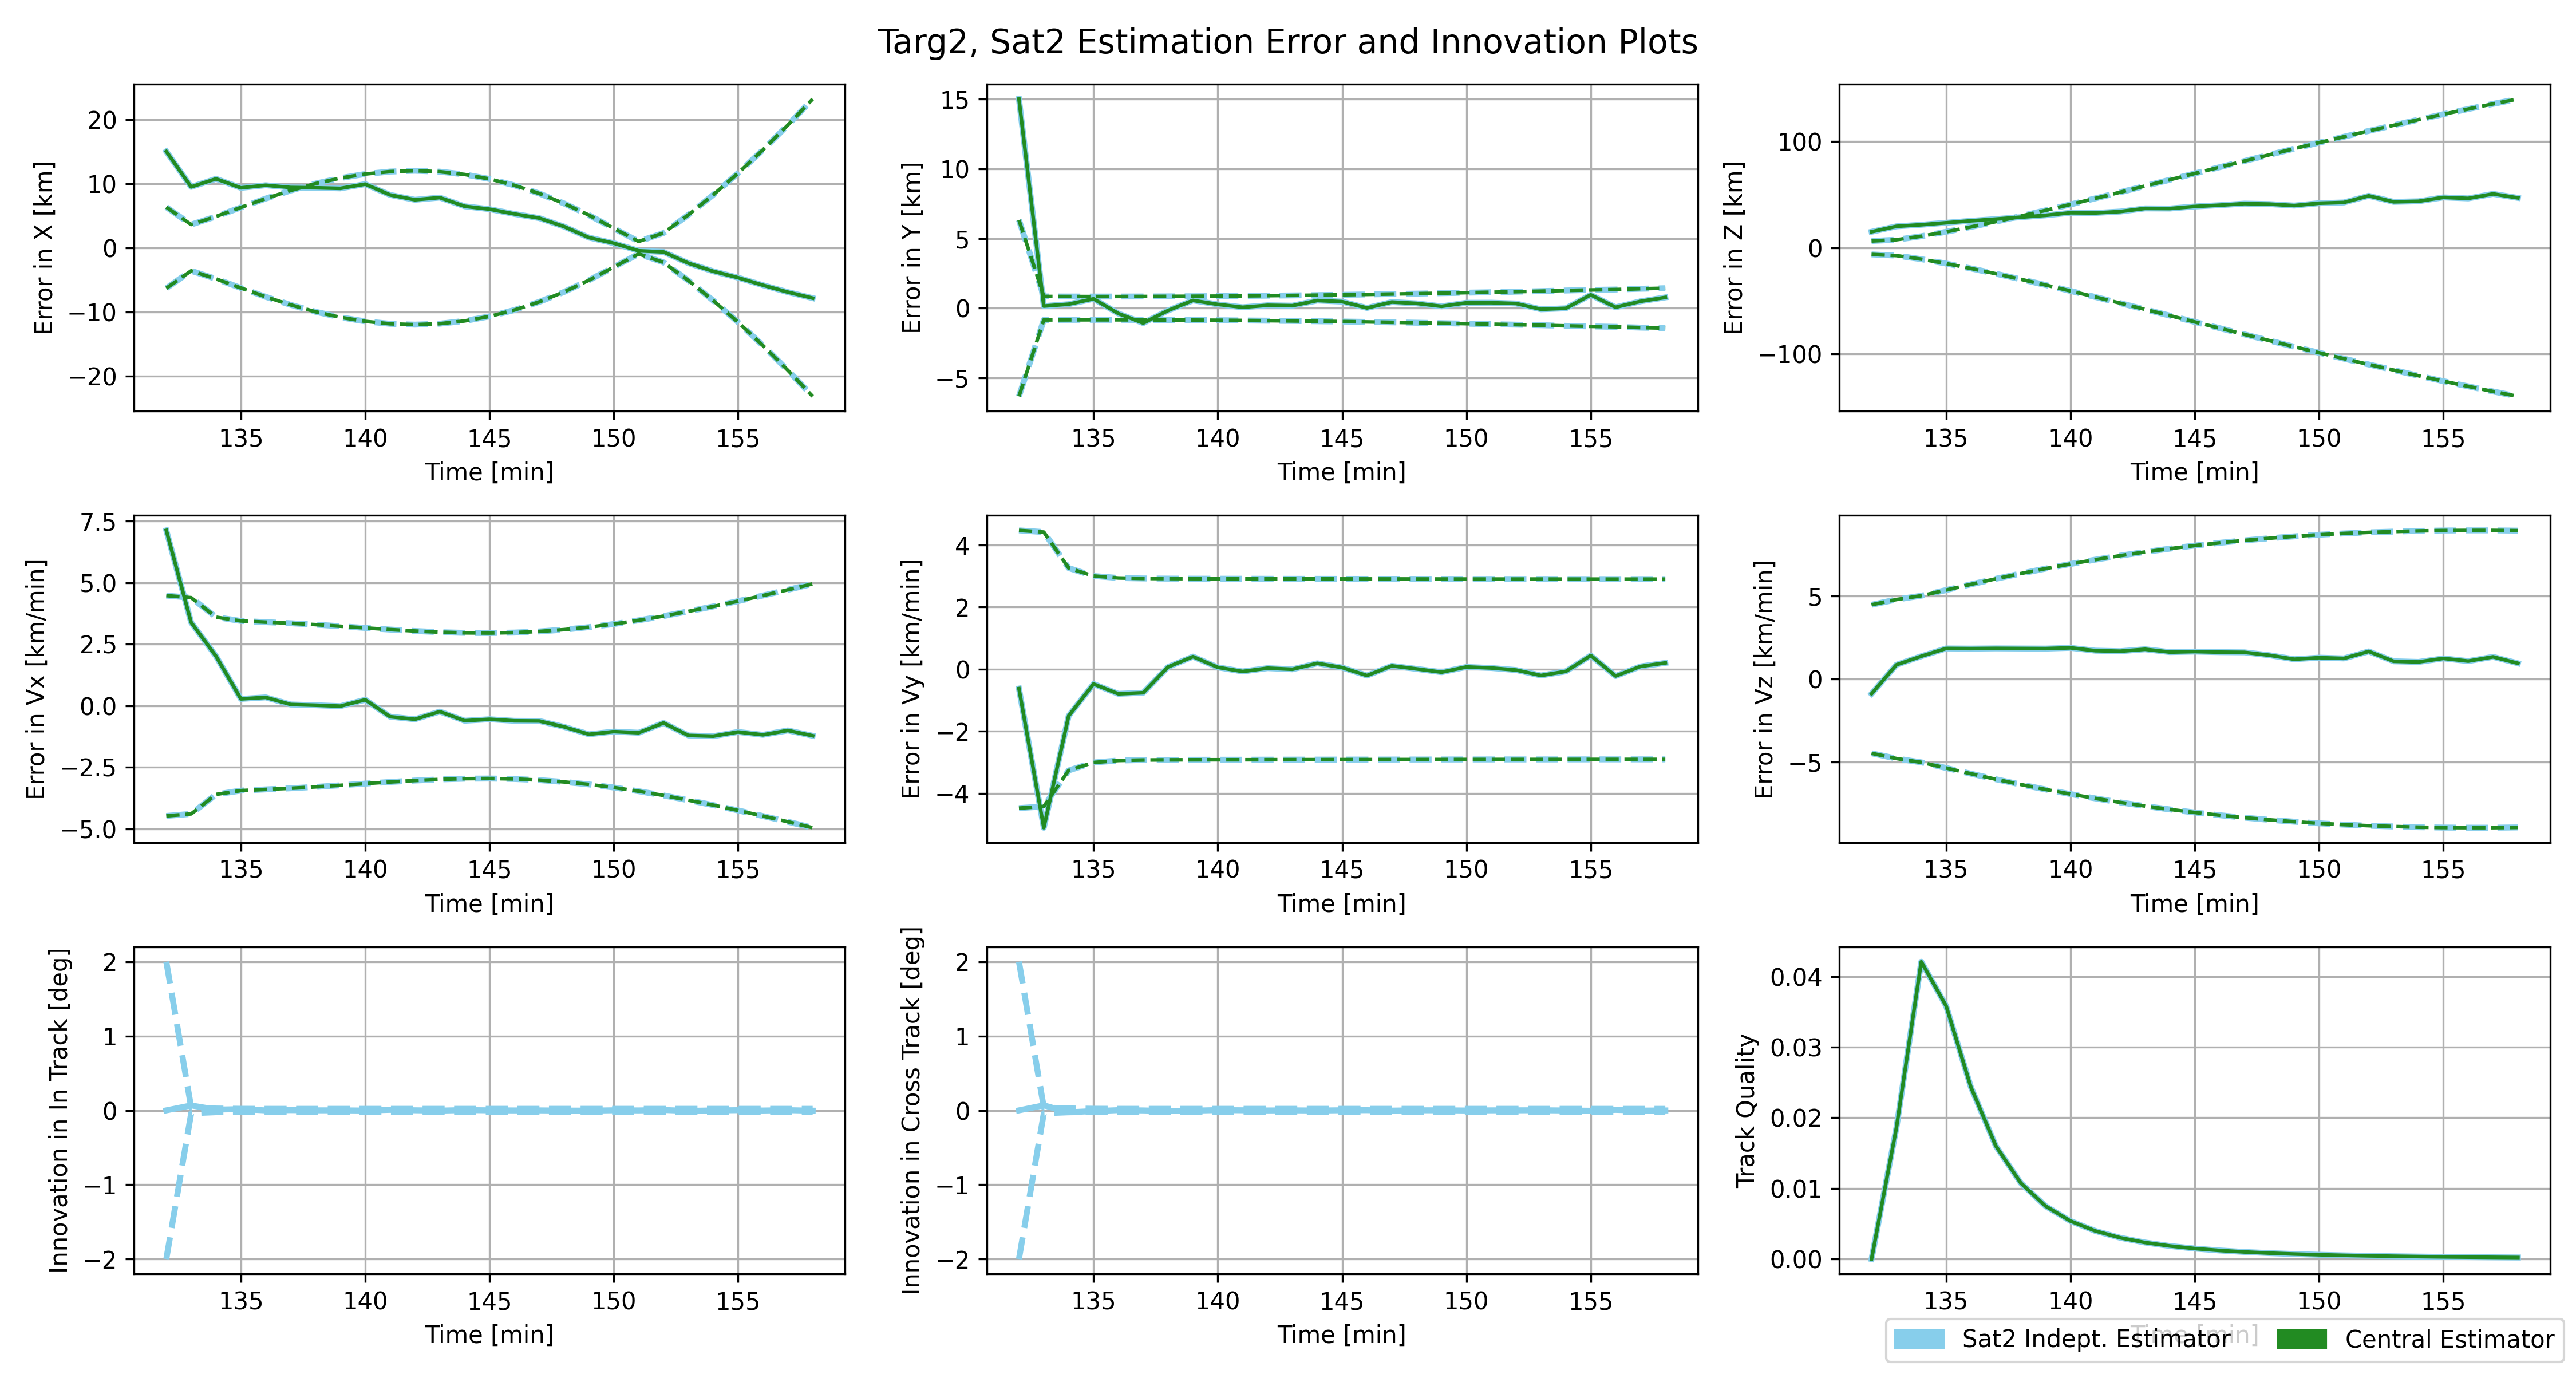 Targ2, Sat2 Estimation Error and Innovation Plots
Error in X [km]
20
10
0
−10
−20
135 140 145 150 155
Time [min]
Error in Y [km]
15
10
5
0
−5
135 140 145 150 155
Time [min]
Error in Z [km]
100
0
−100
135 140 145 150 155
Time [min]
Error in Vx [km/min]
7.5
5.0
2.5
0.0
−2.5
−5.0
135 140 145 150 155
Time [min]
Error in Vy [km/min]
4
2
0
−2
−4
135 140 145 150 155
Time [min]
Error in Vz [km/min]
5
0
−5
135 140 145 150 155
Time [min]
Innovation in In Track [deg]
2
1
0
−1
−2
135 140 145 150 155
Time [min]
Innovation in Cross Track [deg]
2
1
0
−1
−2
135 140 145 150 155
Time [min]
Track Quality
0.04
0.03
0.02
0.01
0.00
135 140 145 150 155
Time [min]
Sat2 Indept. Estimator
Central Estimator